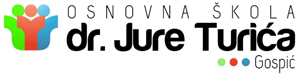 OSNOVNA ŠKOLA
dr. Jure Turića
Gospić